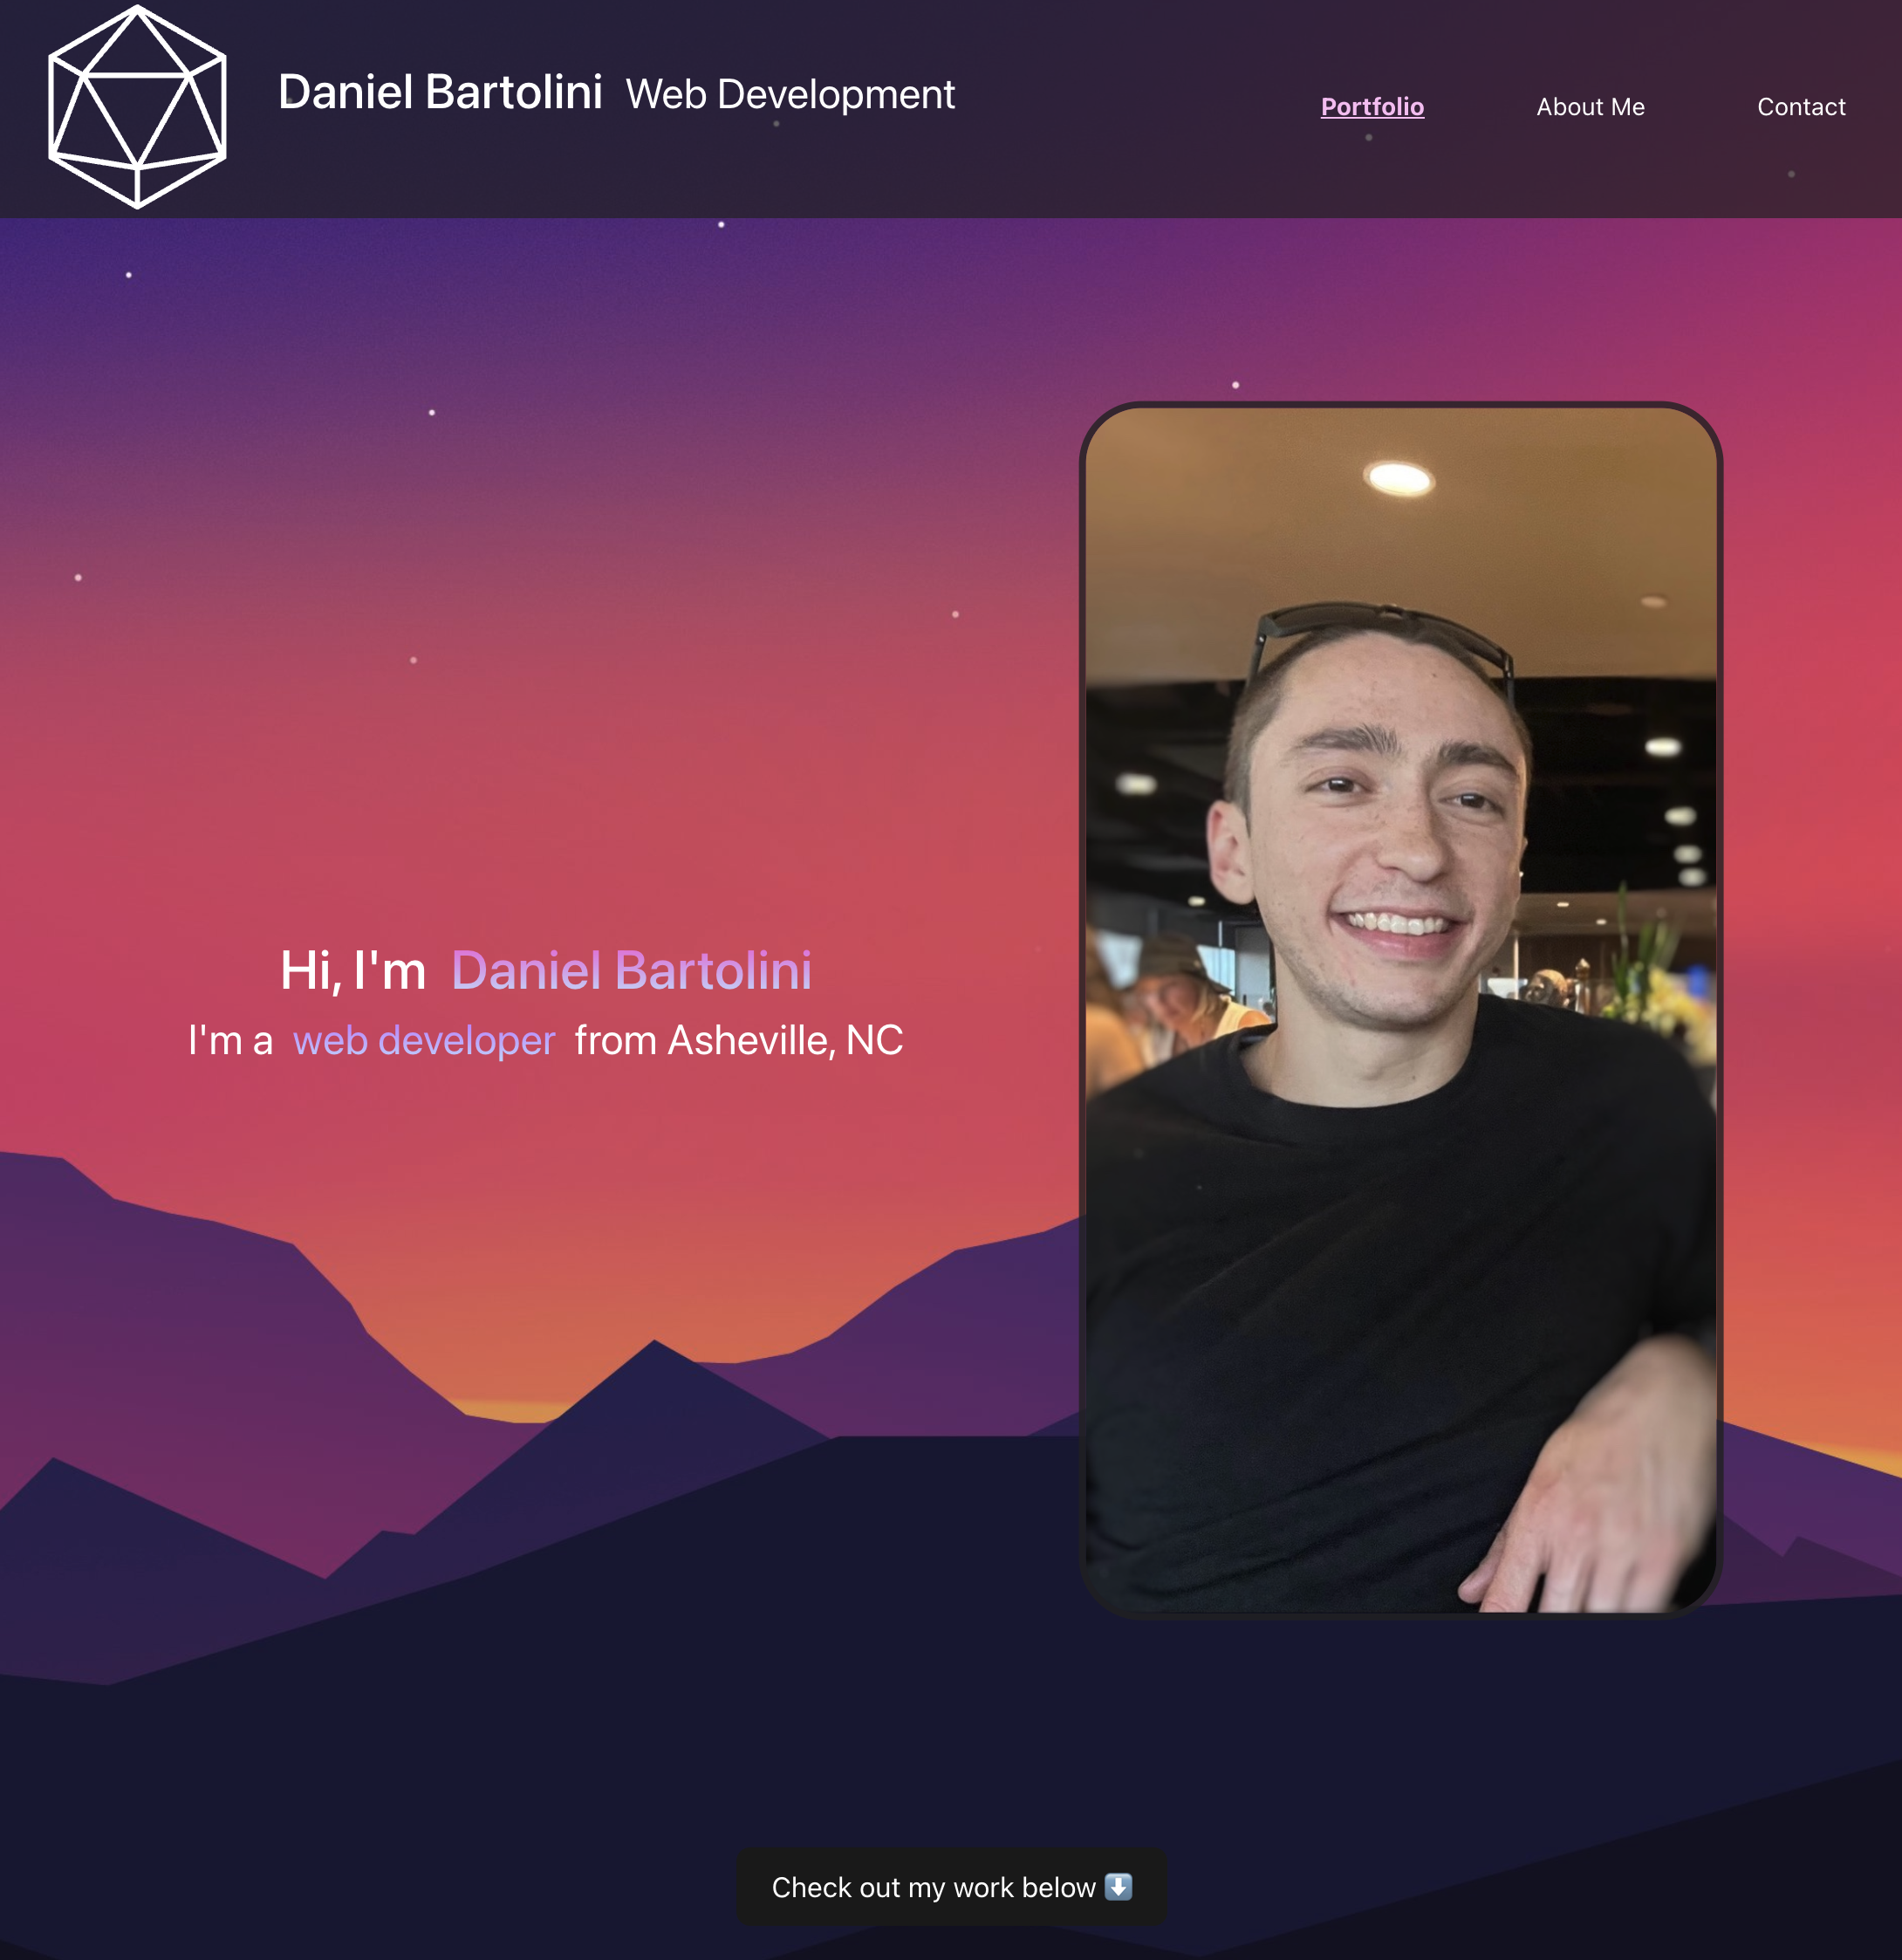 Daniel Bartolini Web Development
Portfolio
About Me
Contact
Hi, I'm Daniel Bartolini
I'm a web developer from Asheville, NC
Check out my work below ⬇️